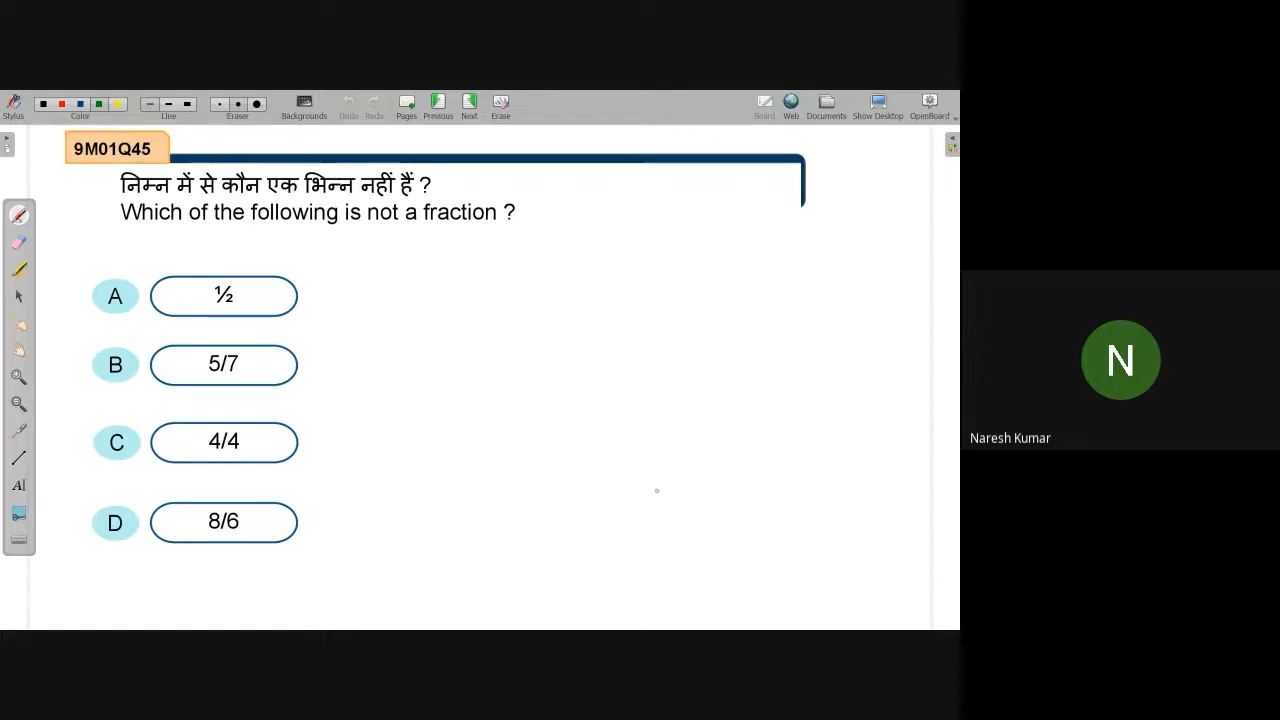 Stylus
Color
Line
Eraser
Backgrounds
Undo
Redo
Pages
Previous
Next
Erase
Board
Web
Documents
Show Desktop
OpenBoard
9M01Q45
निम्न में से कौन एक भिन्न नहीं हैं ?
Which of the following is not a fraction ?
A ½
B 5/7
C 4/4
D 8/6
AI
N
Naresh Kumar